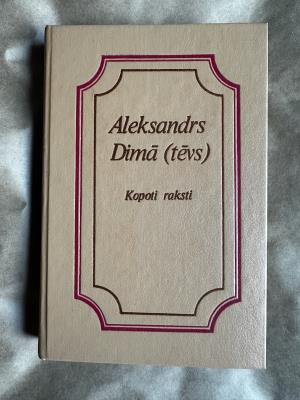 Aleksandrs
Dimā (tēvs)
Kopoti raksti